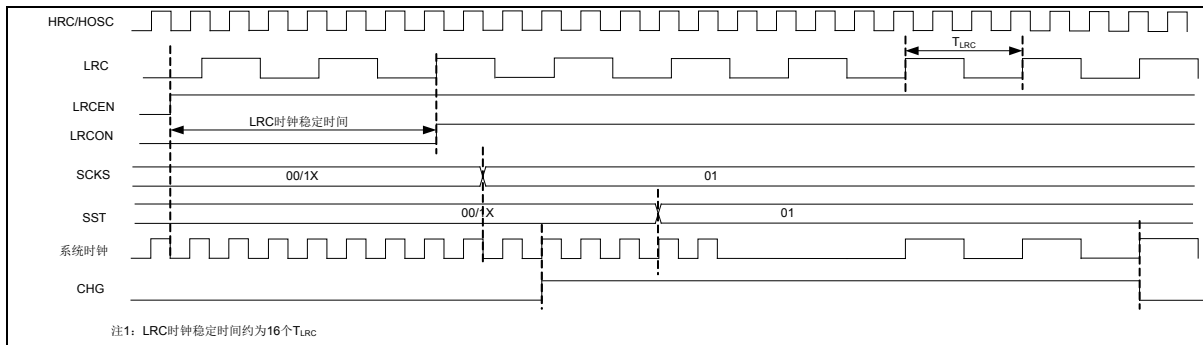 HRC/HOSC
T_LRC
LRC
LRCEN
LRC时钟稳定时间
LRCON
SCKS 00/1X 01
SST 00/1X 01
系统时钟
CHG
注1：LRC时钟稳定时间约为16个T_LRC